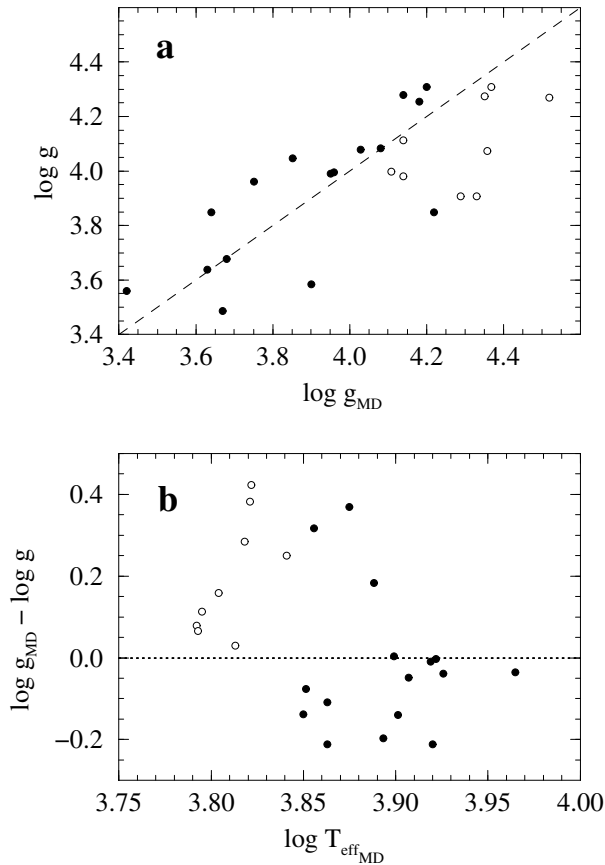 a
4.4
4.2
4.0
3.8
3.6
3.4
log g
3.4 3.6 3.8 4.0 4.2 4.4
log g_MD
b
0.4
0.2
0.0
−0.2
log g_MD − log g
3.75 3.80 3.85 3.90 3.95 4.00
log T_eff_MD